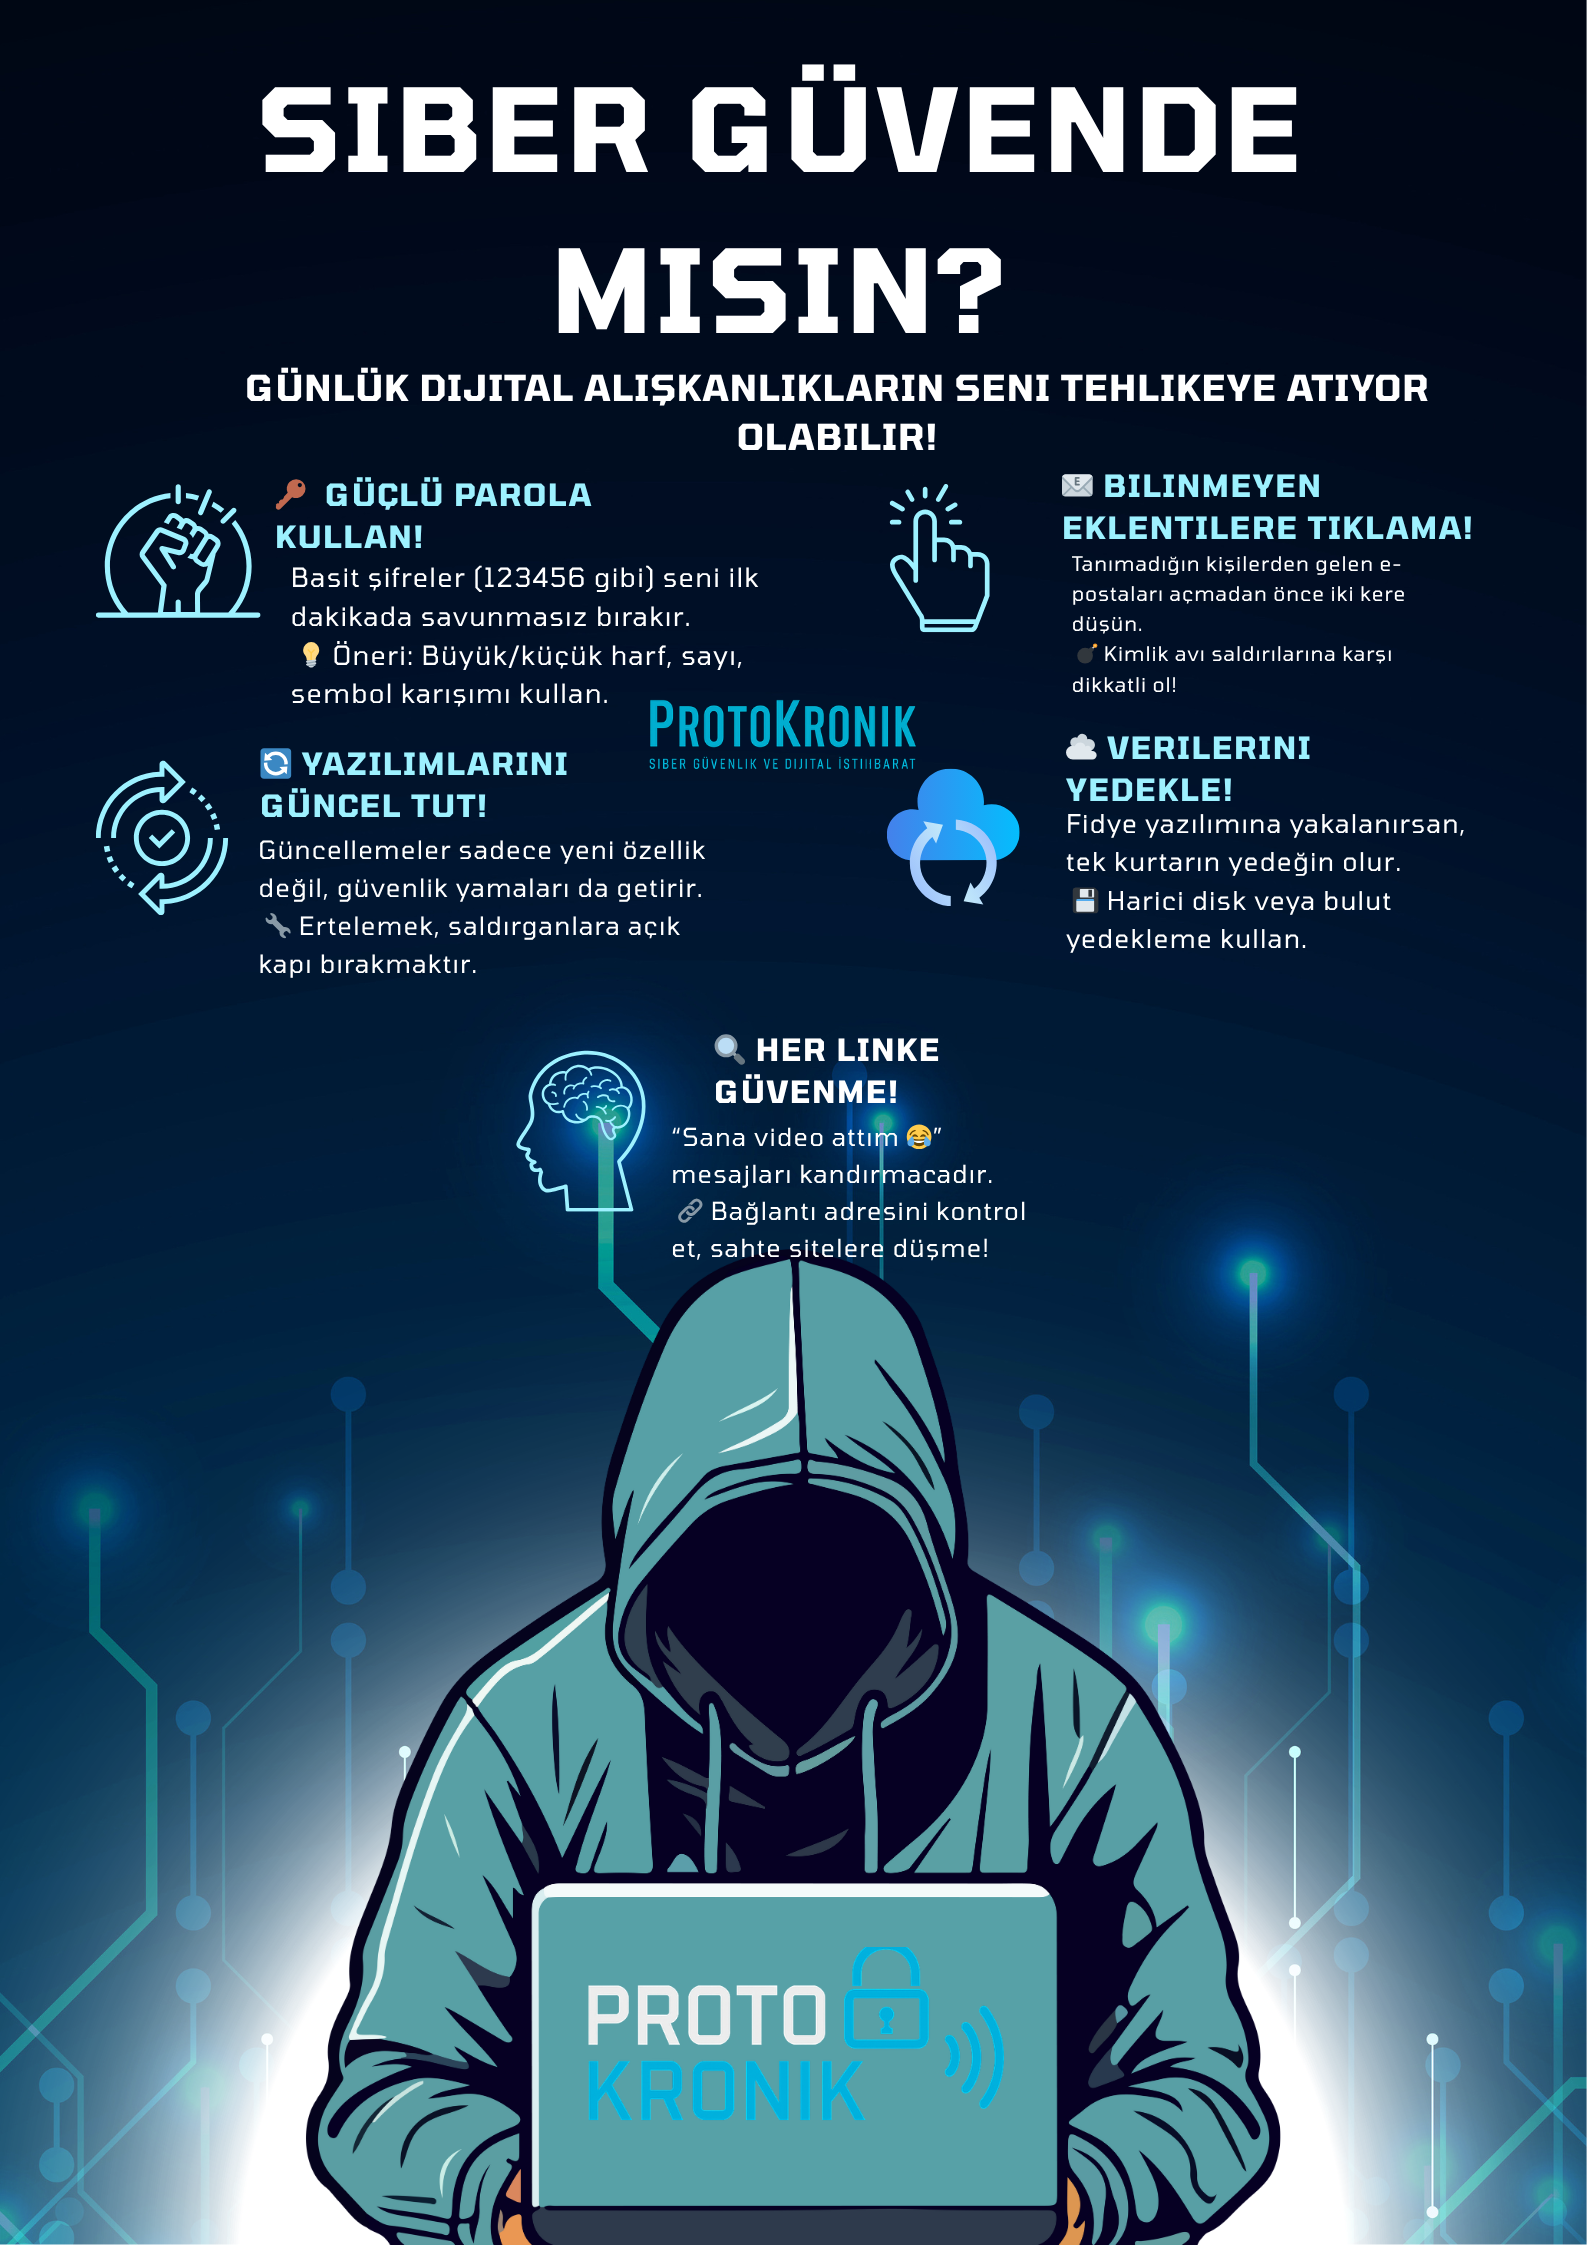 SIBER GÜVENDE
MISIN?
GÜNLÜK DIJITAL ALIŞKANLIKLARIN SENI TEHLIKEYE ATIYOR
OLABILIR!
🔑 GÜÇLÜ PAROLA
KULLAN!
Basit şifreler (123456 gibi) seni ilk
dakikada savunmasız bırakır.
💡 Öneri: Büyük/küçük harf, sayı,
sembol karışımı kullan.
📧 BILINMEYEN
EKLENTILERE TIKLAMA!
Tanımadığın kişilerden gelen e-
postaları açmadan önce iki kere
düşün.
💣 Kimlik avı saldırılarına karşı
dikkatli ol!
PROTOKRONIK
SIBER GÜVENLIK VE DIJITAL İSTIIIBARAT
🔄 YAZILIMLARINI
GÜNCEL TUT!
Güncellemeler sadece yeni özellik
değil, güvenlik yamaları da getirir.
🔧 Ertelemek, saldırganlara açık
kapı bırakmaktır.
☁️ VERILERINI
YEDEKLE!
Fidye yazılımına yakalanırsan,
tek kurtarın yedeğin olur.
💾 Harici disk veya bulut
yedekleme kullan.
🔍 HER LINKE
GÜVENME!
“Sana video attım 😂”
mesajları kandırmacadır.
🔗 Bağlantı adresini kontrol
et, sahte sitelere düşme!
PROTO
KRONIK